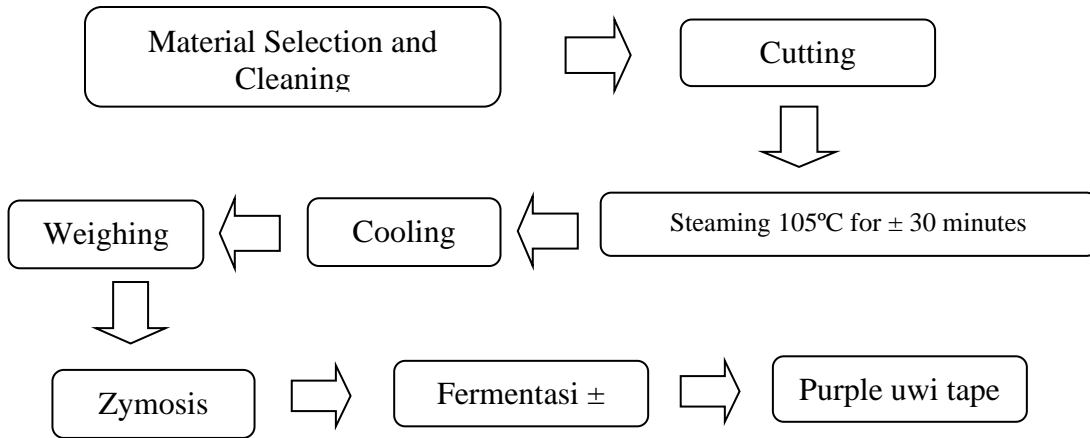 Material Selection and
Cleaning
Cutting
Steaming 105ºC for ± 30 minutes
Cooling
Weighing
Zymosis
Fermentasi ±
Purple uwi tape